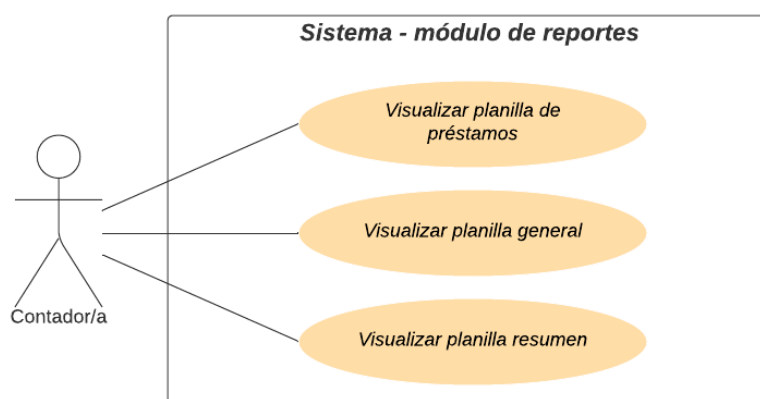 Sistema - módulo de reportes
Visualizar planilla de
préstamos
Visualizar planilla general
Contador/a
Visualizar planilla resumen